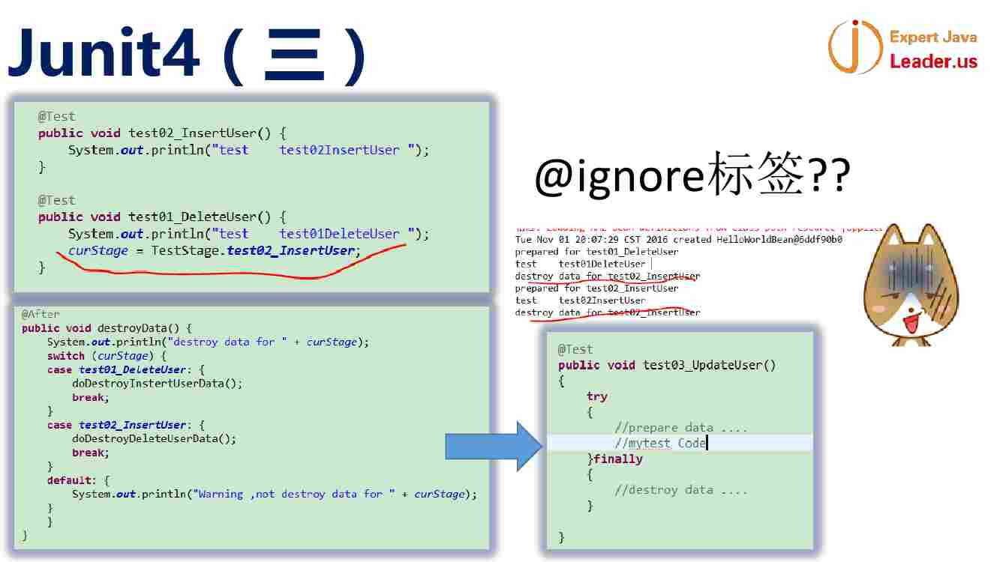 Junit4（三）
Expert Java
Leader.us
@Test
public void test02_InsertUser() {
System.out.println("test    test02InsertUser ");
}
@Test
public void test01_DeleteUser() {
System.out.println("test    test01DeleteUser ");
curStage = TestStage.test02_InsertUser;
}
@ignore标签??
Tue Nov 01 20:07:29 CST 2016 created HelloWorldBean@6ddf90b0
prepared for test01_DeleteUser
test    test01DeleteUser
destroy data for test02_InsertUser
prepared for test02_InsertUser
test    test02InsertUser
destroy data for test02_InsertUser
@After
public void destroyData() {
System.out.println("destroy data for " + curStage);
switch (curStage) {
case test01_DeleteUser: {
doDestroyInstertUserData();
break;
}
case test02_InsertUser: {
doDestroyDeleteUserData();
break;
}
default: {
System.out.println("Warning ,not destroy data for " + curStage);
}
}
}
@Test
public void test03_UpdateUser()
{
try
{
//prepare data ....
//mytest Code
}finally
{
//destroy data ....
}
}